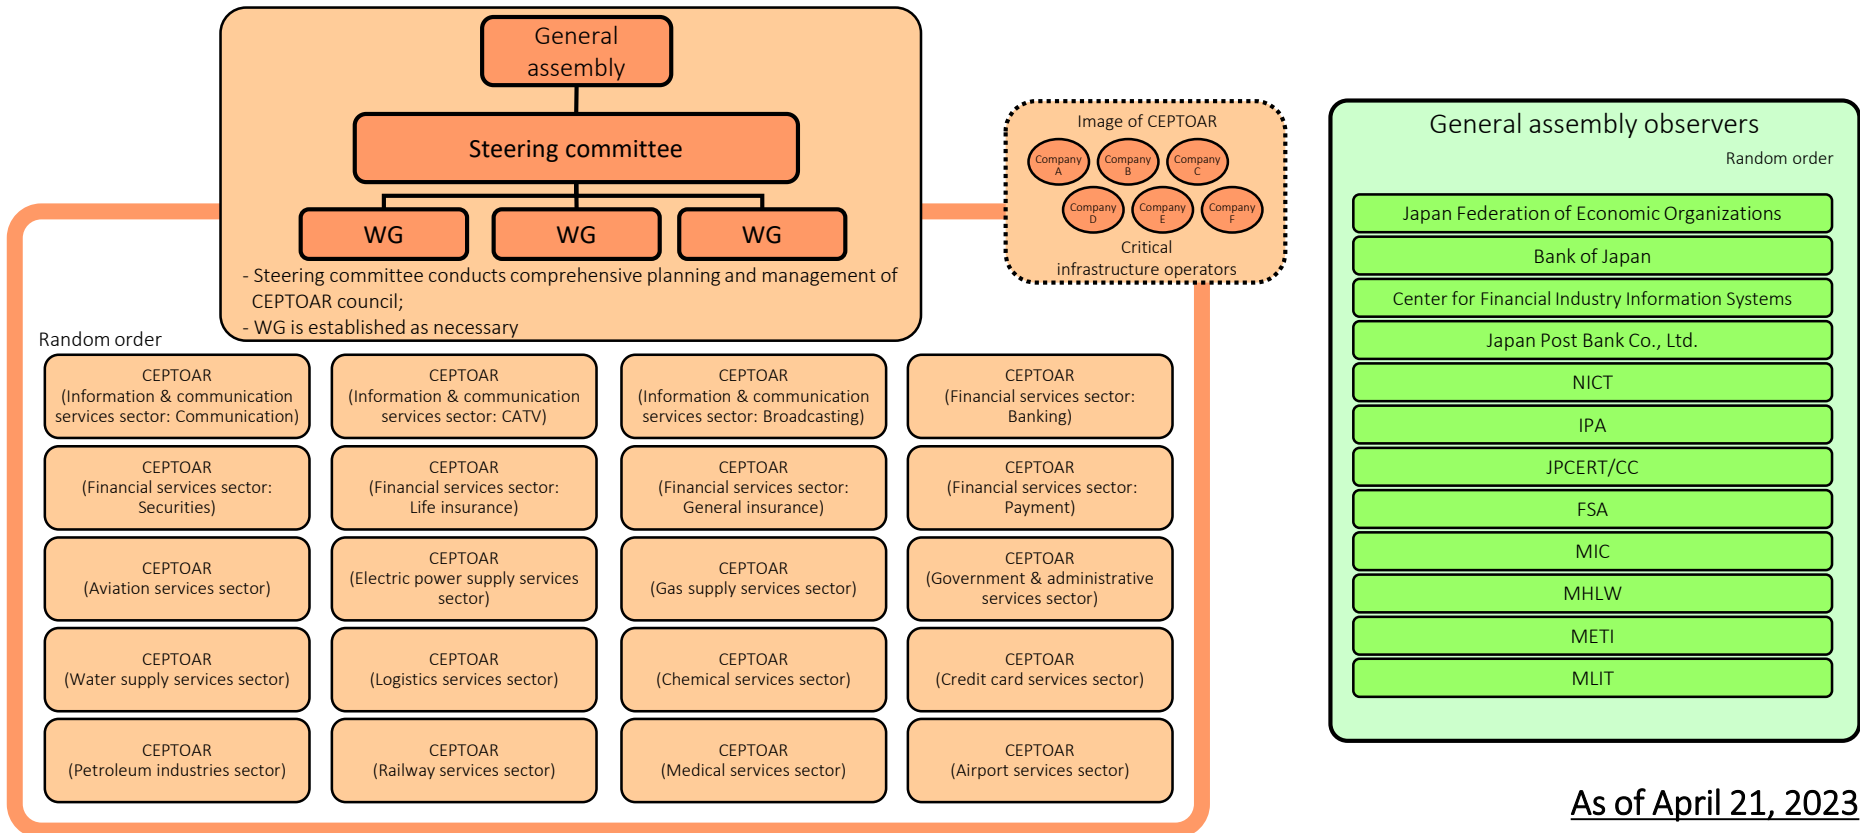 General
assembly
Steering committee
WG
WG
WG
- Steering committee conducts comprehensive planning and management of
CEPTOAR council;
- WG is established as necessary
Image of CEPTOAR
Company
A
Company
B
Company
C
Company
D
Company
E
Company
F
Critical
infrastructure operators
Random order
CEPTOAR
(Information & communication
services sector: Communication)
CEPTOAR
(Information & communication
services sector: CATV)
CEPTOAR
(Information & communication
services sector: Broadcasting)
CEPTOAR
(Financial services sector:
Banking)
CEPTOAR
(Financial services sector:
Securities)
CEPTOAR
(Financial services sector:
Life insurance)
CEPTOAR
(Financial services sector:
General insurance)
CEPTOAR
(Financial services sector:
Payment)
CEPTOAR
(Aviation services sector)
CEPTOAR
(Electric power supply services
sector)
CEPTOAR
(Gas supply services sector)
CEPTOAR
(Government & administrative
services sector)
CEPTOAR
(Water supply services sector)
CEPTOAR
(Logistics services sector)
CEPTOAR
(Chemical services sector)
CEPTOAR
(Credit card services sector)
CEPTOAR
(Petroleum industries sector)
CEPTOAR
(Railway services sector)
CEPTOAR
(Medical services sector)
CEPTOAR
(Airport services sector)
General assembly observers
Random order
Japan Federation of Economic Organizations
Bank of Japan
Center for Financial Industry Information Systems
Japan Post Bank Co., Ltd.
NICT
IPA
JPCERT/CC
FSA
MIC
MHLW
METI
MLIT
As of April 21, 2023